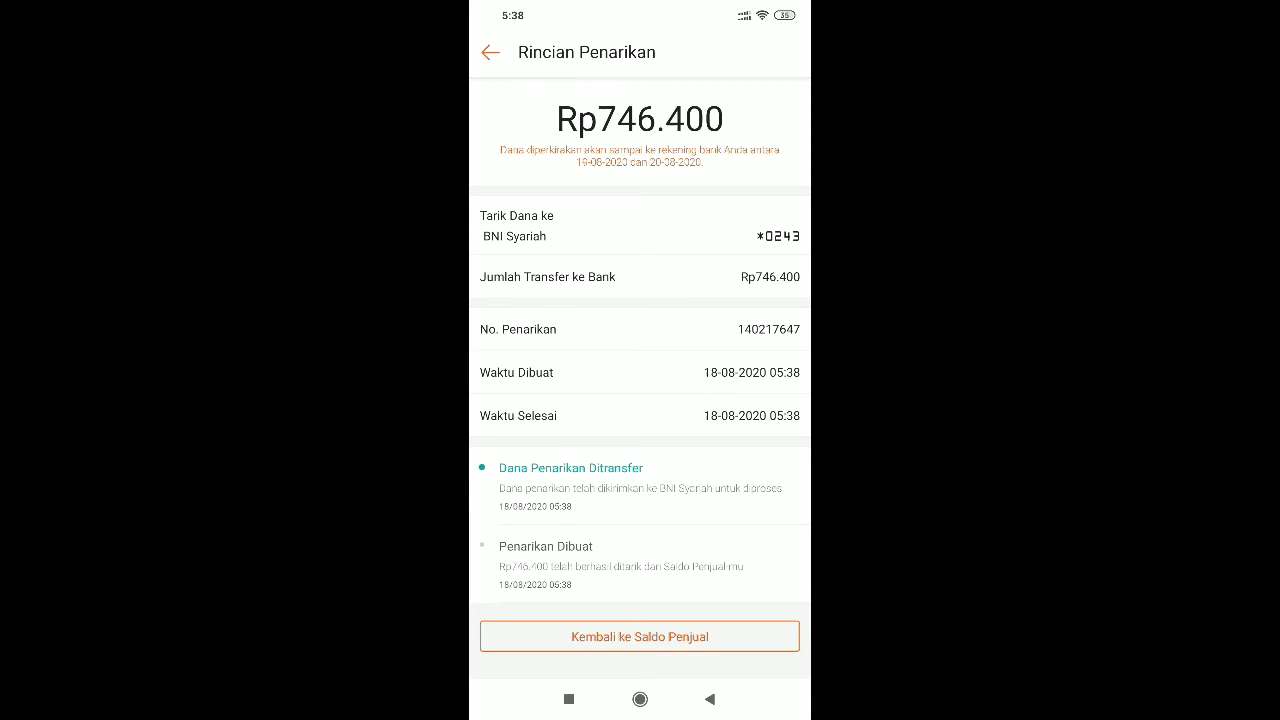 5:38
35
Rincian Penarikan
Rp746.400
Dana diperkirakan akan sampai ke rekening bank Anda antara
19-08-2020 dan 20-08-2020.
Tarik Dana ke
BNI Syariah *0243
Jumlah Transfer ke Bank Rp746.400
No. Penarikan 140217647
Waktu Dibuat 18-08-2020 05:38
Waktu Selesai 18-08-2020 05:38
Dana Penarikan Ditransfer
Dana penarikan telah dikirimkan ke BNI Syariah untuk diproses
18/08/2020 05:38
Penarikan Dibuat
Rp746.400 telah berhasil ditarik dari Saldo Penjual mu
18/08/2020 05:38
Kembali ke Saldo Penjual